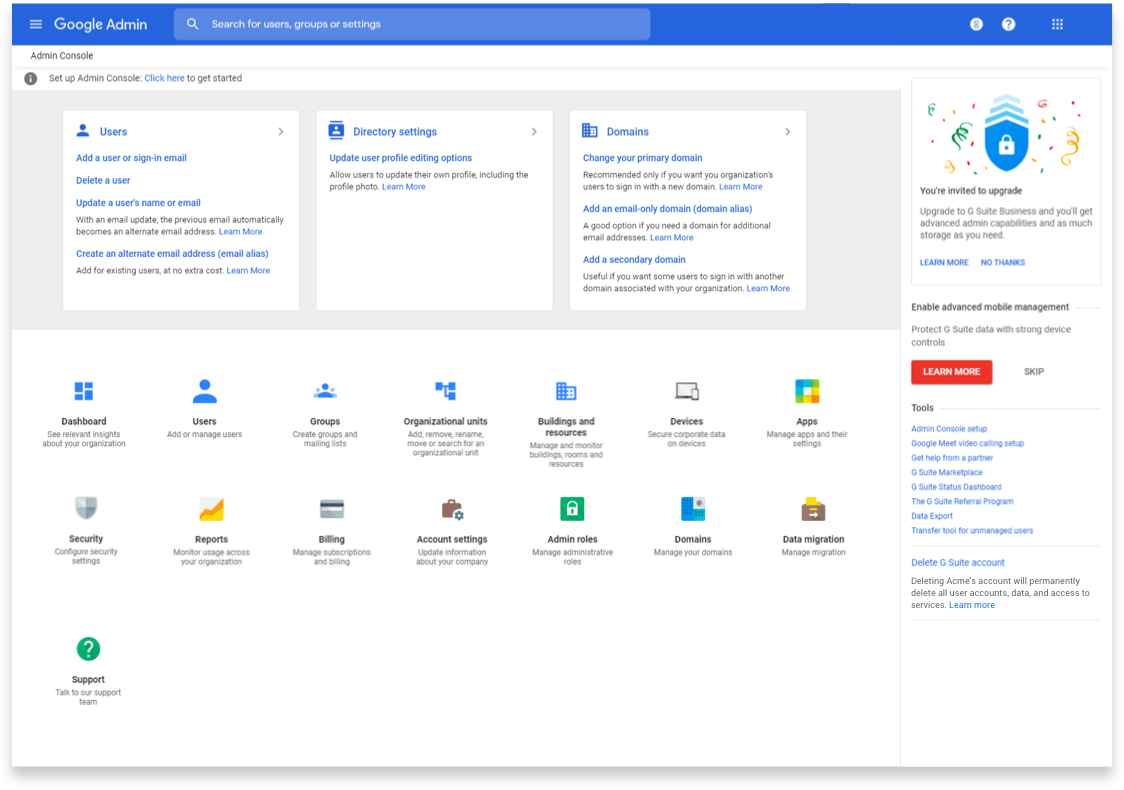 Google Admin
Search for users, groups or settings
8
?
Admin Console
Set up Admin Console: Click here to get started
Users
Add a user or sign-in email
Delete a user
Update a user's name or email
With an email update, the previous email automatically
becomes an alternate email address. Learn More
Create an alternate email address (email alias)
Add for existing users, at no extra cost. Learn More
Directory settings
Update user profile editing options
Allow users to update their own profile, including the
profile photo. Learn More
Domains
Change your primary domain
Recommended only if you want you organization's
users to sign in with a new domain. Learn More
Add an email-only domain (domain alias)
A good option if you need a domain for additional
email addresses. Learn More
Add a secondary domain
Useful if you want some users to sign in with another
domain associated with your organization. Learn More
Dashboard
See relevant insights
about your organization
Users
Add or manage users
Groups
Create groups and
mailing lists
Organizational units
Add, remove, rename,
move or search for an
organizational unit
Buildings and
resources
Manage and monitor
buildings, rooms and
resources
Devices
Secure corporate data
on devices
Apps
Manage apps and their
settings
Security
Configure security
settings
Reports
Monitor usage across
your organization
Billing
Manage subscriptions
and billing
Account settings
Update information
about your company
Admin roles
Manage administrative
roles
Domains
Manage your domains
Data migration
Manage migration
?
Support
Talk to our support
team
You're invited to upgrade
Upgrade to G Suite Business and you'll get
advanced admin capabilities and as much
storage as you need.
LEARN MORE NO THANKS
Enable advanced mobile management
Protect G Suite data with strong device
controls
LEARN MORE SKIP
Tools
Admin Console setup
Google Meet video calling setup
Get help from a partner
G Suite Marketplace
G Suite Status Dashboard
The G Suite Referral Program
Data Export
Transfer tool for unmanaged users
Delete G Suite account
Deleting Acme's account will permanently
delete all user accounts, data, and access to
services. Learn more